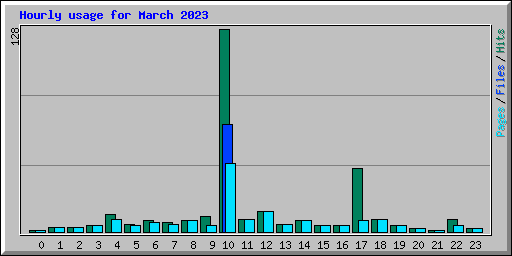 Hourly usage for March 2023
128
Pages/Files/Hits
0 1 2 3 4 5 6 7 8 9 10 11 12 13 14 15 16 17 18 19 20 21 22 23